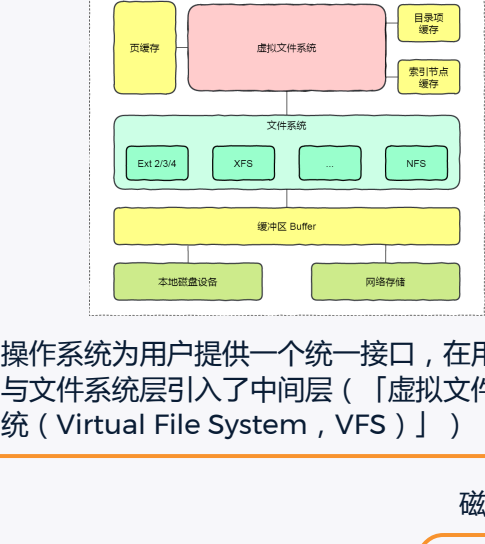 目录项
缓存
页缓存
虚拟文件系统
索引节点
缓存
文件系统
Ext 2/3/4
XFS
...
NFS
缓冲区 Buffer
本地磁盘设备
网络存储
操作系统为用户提供一个统一接口，在用
与文件系统层引入了中间层（「虚拟文件
统（Virtual File System，VFS）」）
磁